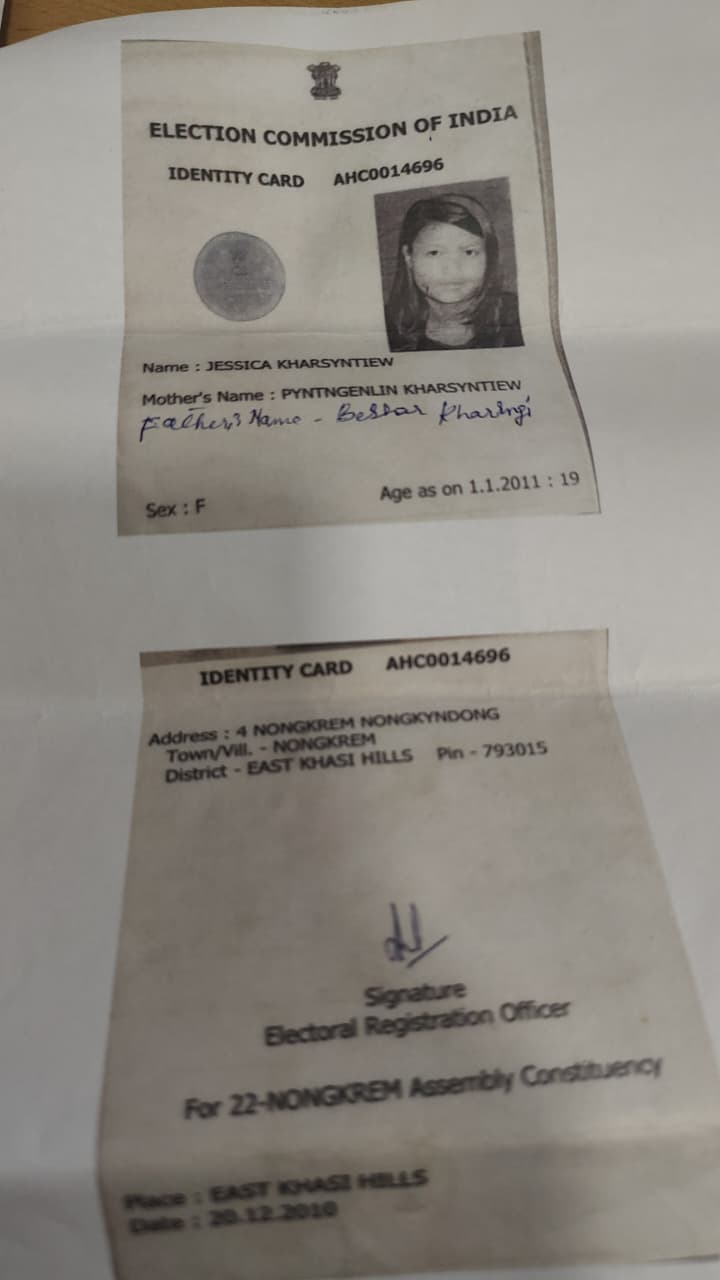 ELECTION COMMISSION OF INDIA
IDENTITY CARD AHC0014696
Name : JESSICA KHARSYNTIEW
Mother's Name : PYNTNGENLIN KHARSYNTIEW
Father's Name - Bestar Kharingi
Sex : F Age as on 1.1.2011 : 19
IDENTITY CARD AHC0014696
Address : 4 NONGKREM NONGKYNDONG
Town/Vill. - NONGKREM
District - EAST KHASI HILLS Pin - 793015
Signature
Electoral Registration Officer
For 22-NONGKREM Assembly Constituency
Place : EAST KHASI HILLS
Date : 20.12.2010